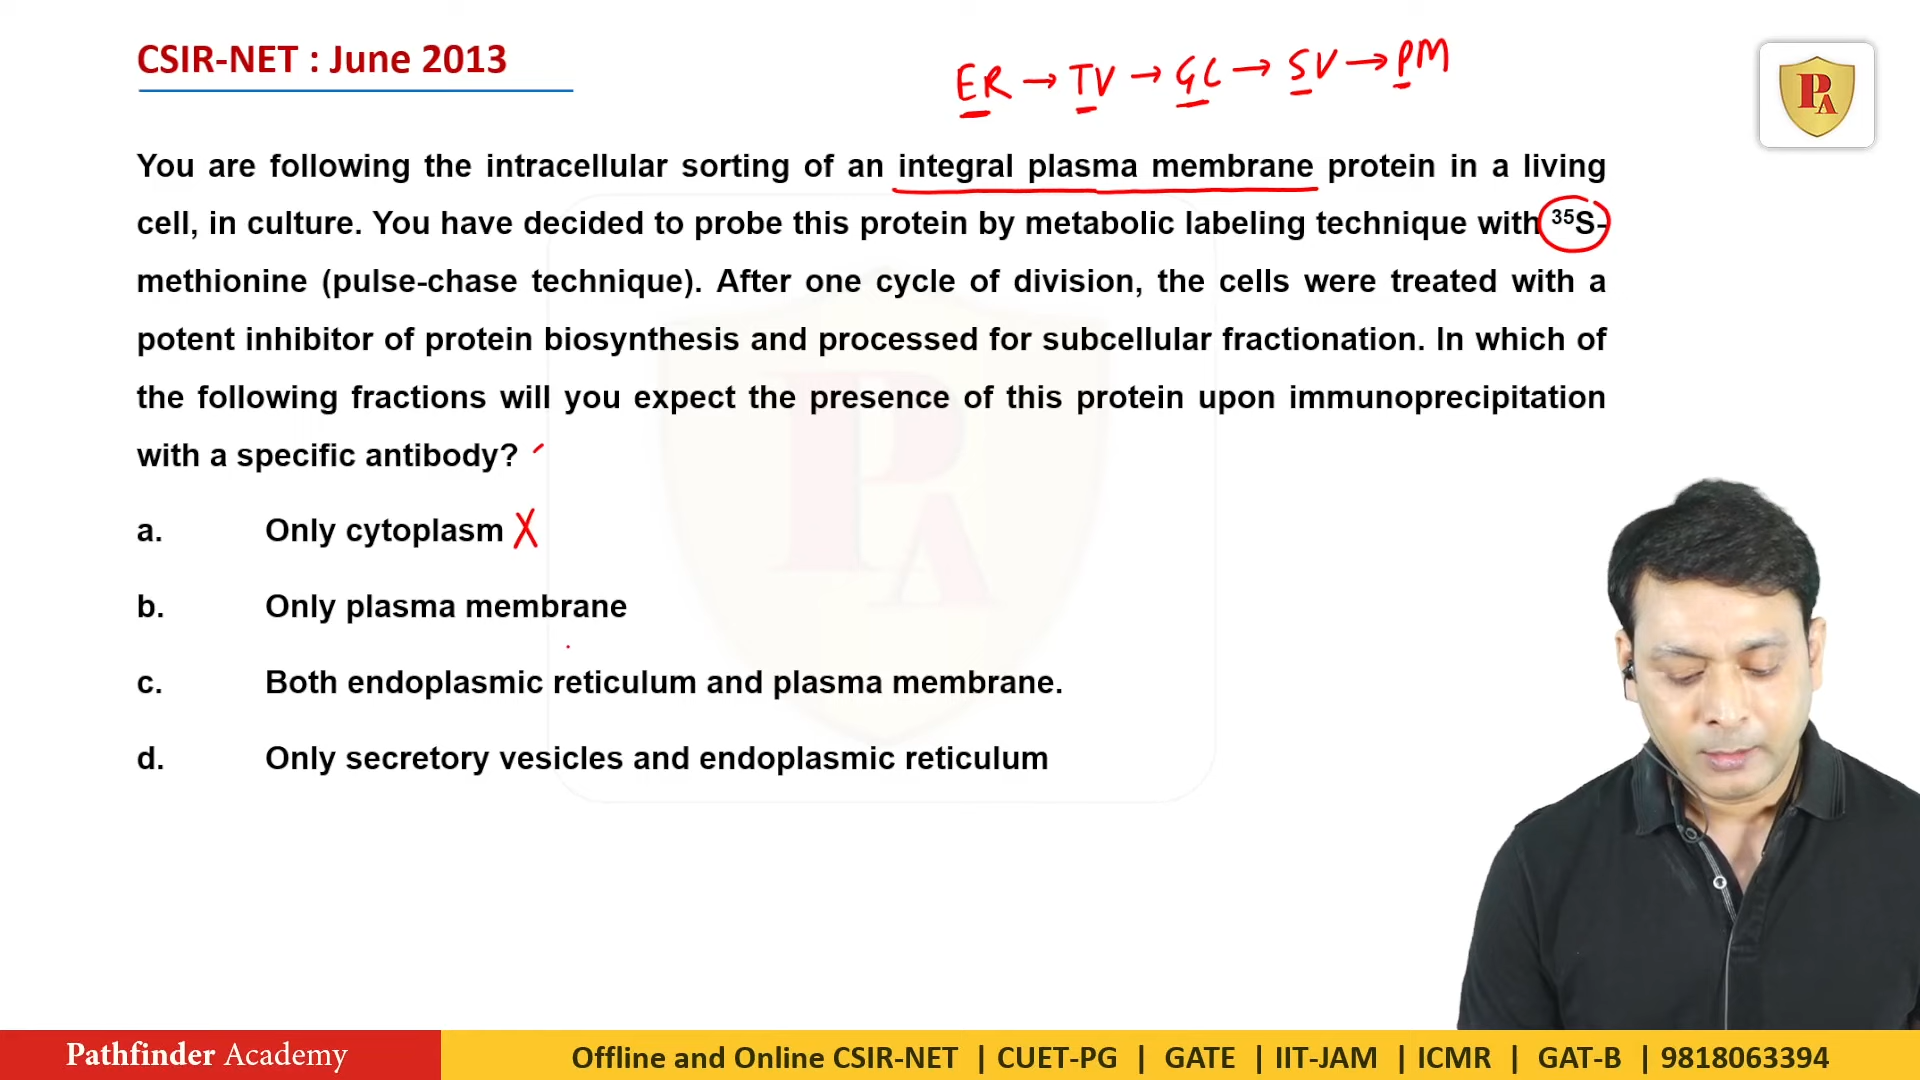 CSIR-NET : June 2013
ER → TV → GC → SV → PM
PA
You are following the intracellular sorting of an integral plasma membrane protein in a living
cell, in culture. You have decided to probe this protein by metabolic labeling technique with ³⁵S-
methionine (pulse-chase technique). After one cycle of division, the cells were treated with a
potent inhibitor of protein biosynthesis and processed for subcellular fractionation. In which of
the following fractions will you expect the presence of this protein upon immunoprecipitation
with a specific antibody?
a. Only cytoplasm X
b. Only plasma membrane
c. Both endoplasmic reticulum and plasma membrane.
d. Only secretory vesicles and endoplasmic reticulum
PA
Pathfinder Academy
Offline and Online CSIR-NET | CUET-PG | GATE | IIT-JAM | ICMR | GAT-B | 9818063394